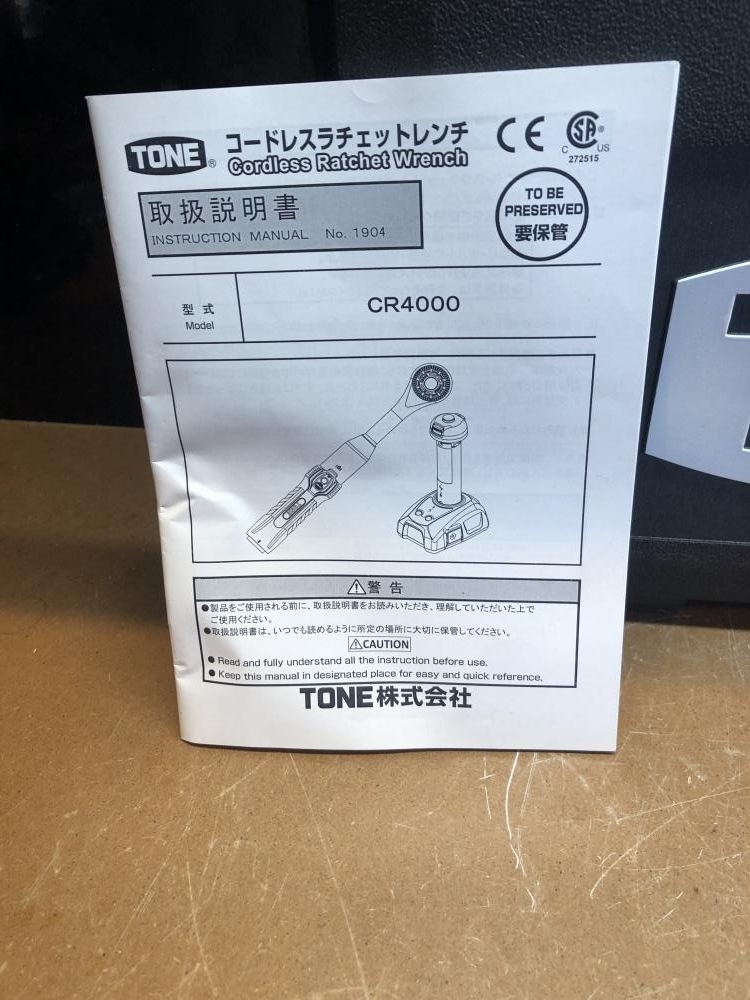 TONE ®
コードレスラチェットレンチ
Cordless Ratchet Wrench
CE
C SA® US
272515
取扱説明書
INSTRUCTION MANUAL No. 1904
TO BE
PRESERVED
要保管
型式
Model
CR4000
⚠警告
●製品をご使用される前に、取扱説明書をお読みいただき、理解していただいた上で
ご使用ください。
●取扱説明書は、いつでも読めるように所定の場所に大切に保管してください。
⚠CAUTION
● Read and fully understand all the instruction before use.
● Keep this manual in designated place for easy and quick reference.
TONE株式会社